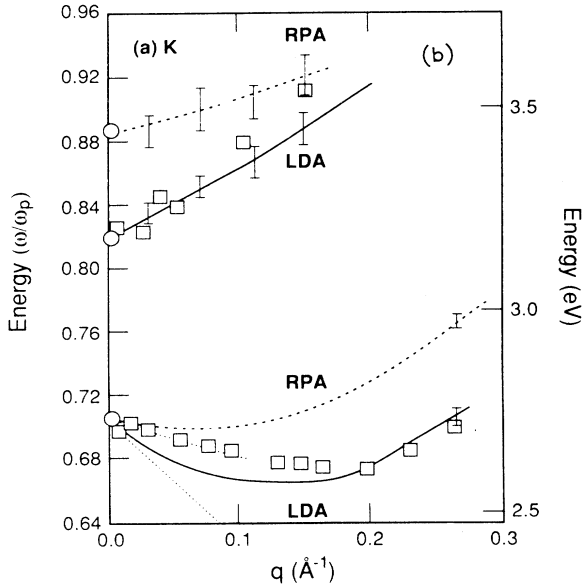 0.96
0.92
0.88
0.84
0.80
0.76
0.72
0.68
0.64
Energy (ω/ωp)
(a) K
RPA
(b)
LDA
RPA
LDA
3.5
3.0
2.5
Energy (eV)
0.0
0.1
0.2
0.3
q (Å-1)